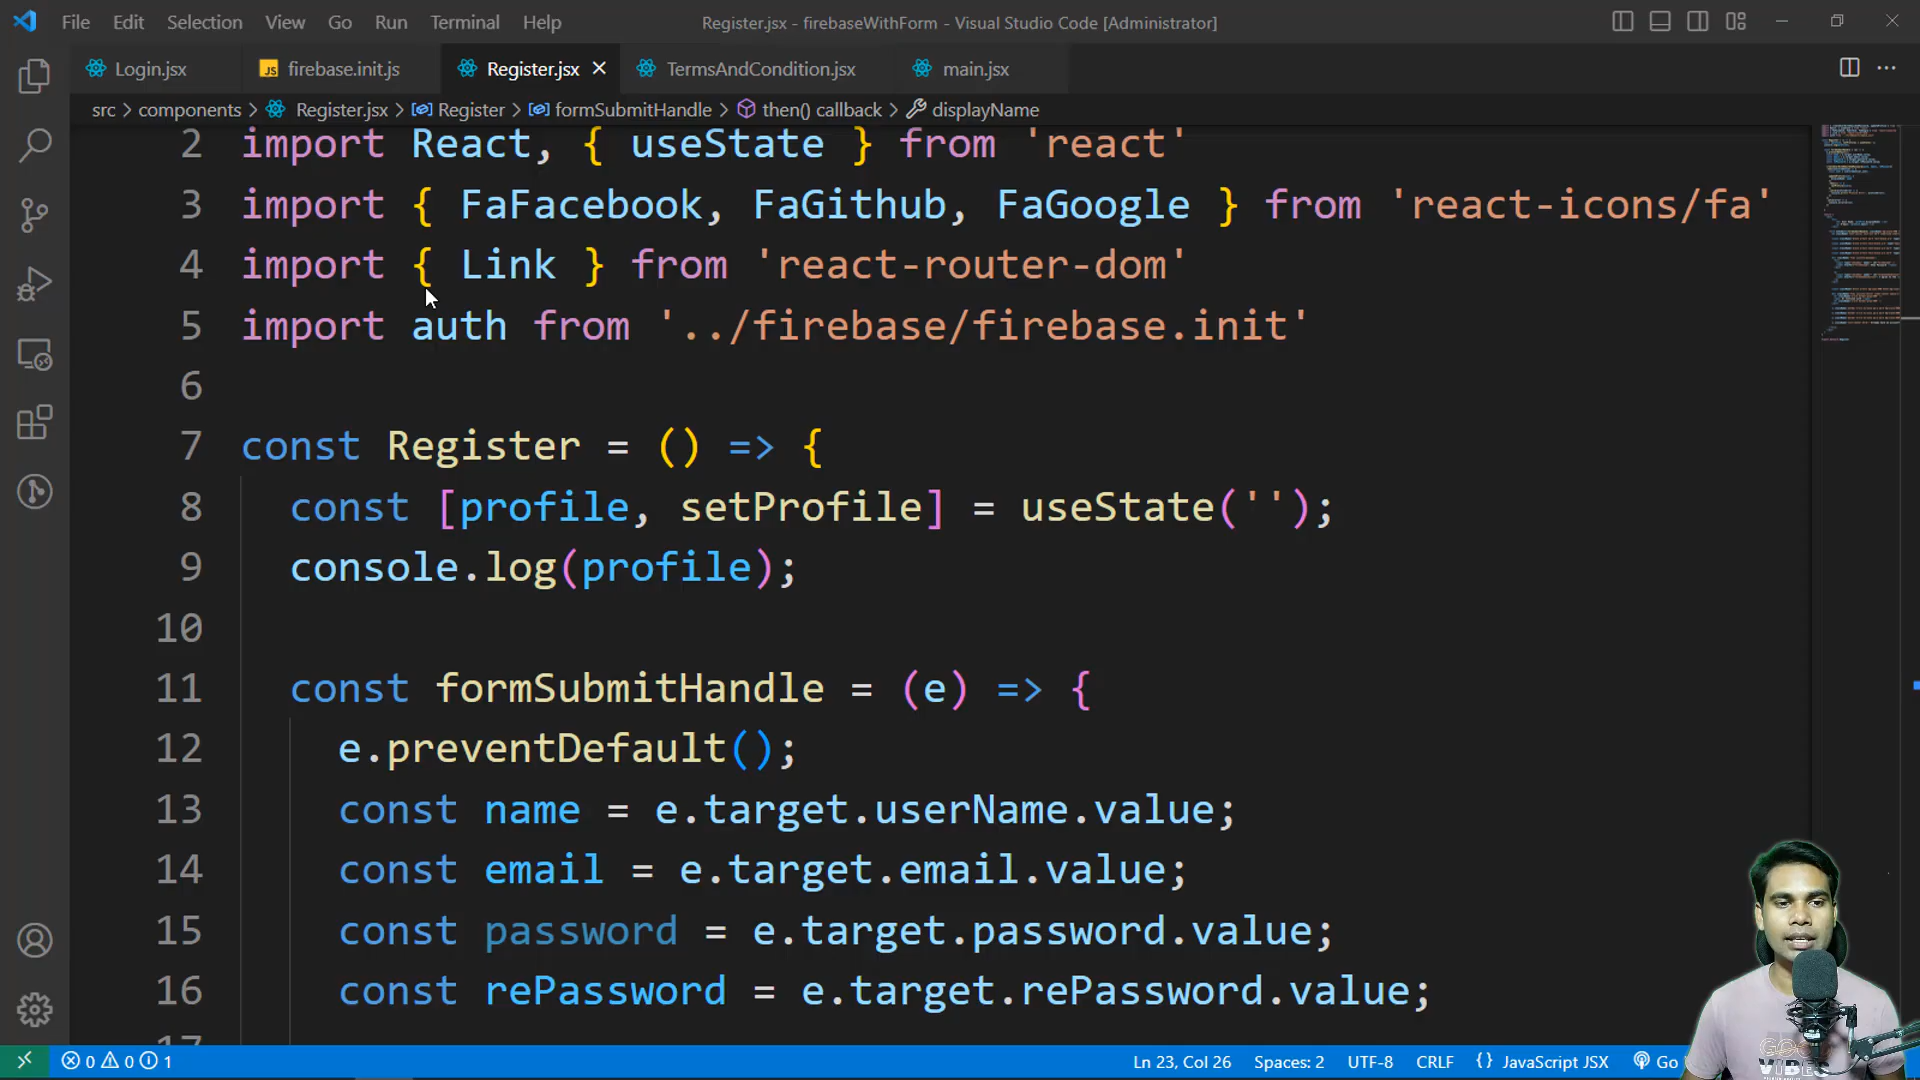 File Edit Selection View Go Run Terminal Help Register.jsx - firebaseWithForm - Visual Studio Code [Administrator]
Login.jsx JS firebase.init.js Register.jsx TermsAndCondition.jsx main.jsx
src > components > Register.jsx > Register > formSubmitHandle > then() callback > displayName
2 import React, { useState } from 'react'
3 import { FaFacebook, FaGithub, FaGoogle } from 'react-icons/fa'
4 import { Link } from 'react-router-dom'
5 import auth from '../firebase/firebase.init'
6
7 const Register = () => {
8 const [profile, setProfile] = useState('');
9 console.log(profile);
10
11 const formSubmitHandle = (e) => {
12 e.preventDefault();
13 const name = e.target.userName.value;
14 const email = e.target.email.value;
15 const password = e.target.password.value;
16 const rePassword = e.target.rePassword.value;
17
0 0 1 Ln 23, Col 26 Spaces: 2 UTF-8 CRLF {} JavaScript JSX Go
VIBES